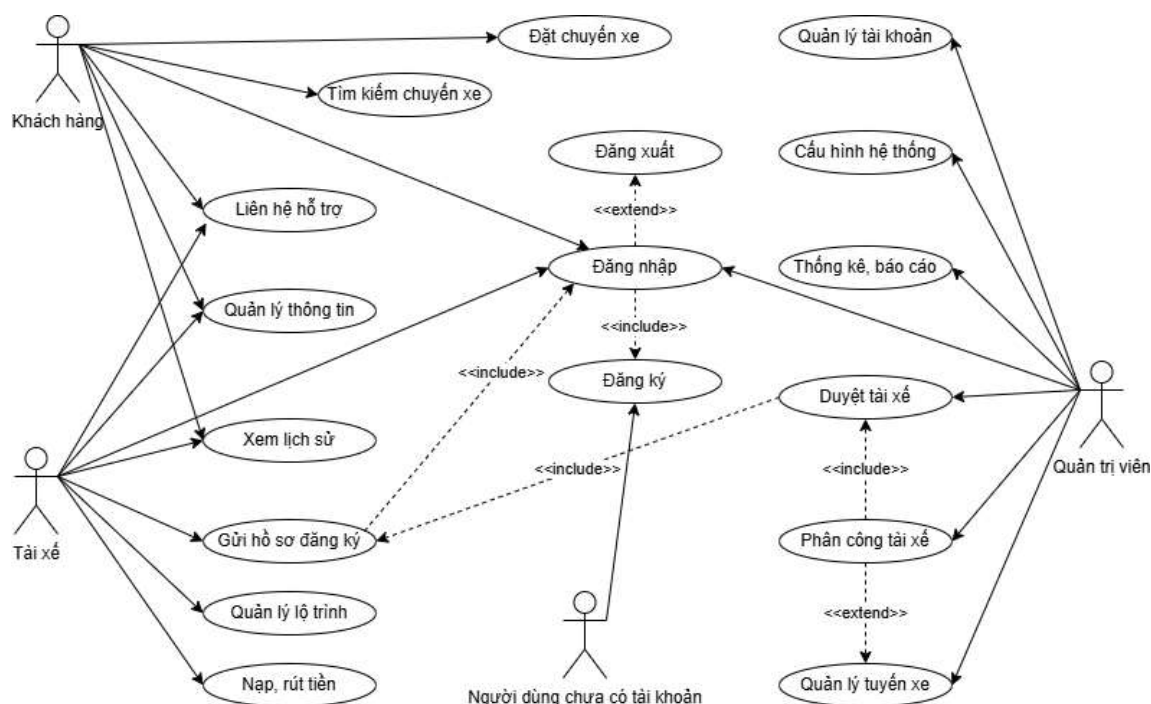 Đặt chuyến xe
Quản lý tài khoản
Tìm kiếm chuyến xe
Khách hàng
Đăng xuất
Cấu hình hệ thống
Liên hệ hỗ trợ
<<extend>>
Đăng nhập
Thống kê, báo cáo
Quản lý thông tin
<<include>>
<<include>>
Đăng ký
Duyệt tài xế
Xem lịch sử
<<include>>
<<include>>
Quản trị viên
Tài xế
Gửi hồ sơ đăng ký
Phân công tài xế
Quản lý lộ trình
<<extend>>
Nạp, rút tiền
Người dùng chưa có tài khoản
Quản lý tuyến xe